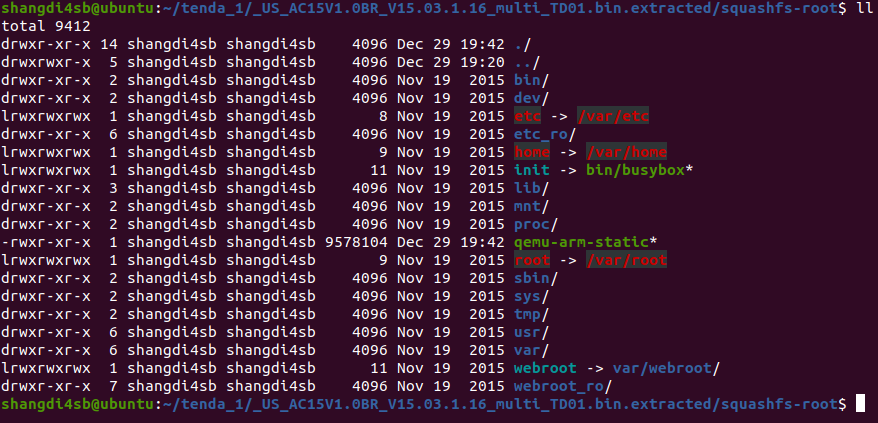 shangdi4sb@ubuntu:~/tenda_1/_US_AC15V1.0BR_V15.03.1.16_multi_TD01.bin.extracted/squashfs-root$ ll
total 9412
drwxr-xr-x 14 shangdi4sb shangdi4sb    4096 Dec 29 19:42 ./
drwxrwxr-x  5 shangdi4sb shangdi4sb    4096 Dec 29 19:20 ../
drwxr-xr-x  2 shangdi4sb shangdi4sb    4096 Nov 19  2015 bin/
drwxr-xr-x  2 shangdi4sb shangdi4sb    4096 Nov 19  2015 dev/
lrwxrwxrwx  1 shangdi4sb shangdi4sb       8 Nov 19  2015 etc -> /var/etc
drwxr-xr-x  6 shangdi4sb shangdi4sb    4096 Nov 19  2015 etc_ro/
lrwxrwxrwx  1 shangdi4sb shangdi4sb       9 Nov 19  2015 home -> /var/home
lrwxrwxrwx  1 shangdi4sb shangdi4sb      11 Nov 19  2015 init -> bin/busybox*
drwxr-xr-x  3 shangdi4sb shangdi4sb    4096 Nov 19  2015 lib/
drwxr-xr-x  2 shangdi4sb shangdi4sb    4096 Nov 19  2015 mnt/
drwxr-xr-x  2 shangdi4sb shangdi4sb    4096 Nov 19  2015 proc/
-rwxr-xr-x  1 shangdi4sb shangdi4sb 9578104 Dec 29 19:42 qemu-arm-static*
lrwxrwxrwx  1 shangdi4sb shangdi4sb       9 Nov 19  2015 root -> /var/root
drwxr-xr-x  2 shangdi4sb shangdi4sb    4096 Nov 19  2015 sbin/
drwxr-xr-x  2 shangdi4sb shangdi4sb    4096 Nov 19  2015 sys/
drwxr-xr-x  2 shangdi4sb shangdi4sb    4096 Nov 19  2015 tmp/
drwxr-xr-x  6 shangdi4sb shangdi4sb    4096 Nov 19  2015 usr/
drwxr-xr-x  6 shangdi4sb shangdi4sb    4096 Nov 19  2015 var/
lrwxrwxrwx  1 shangdi4sb shangdi4sb      11 Nov 19  2015 webroot -> var/webroot/
drwxr-xr-x  7 shangdi4sb shangdi4sb    4096 Nov 19  2015 webroot_ro/
shangdi4sb@ubuntu:~/tenda_1/_US_AC15V1.0BR_V15.03.1.16_multi_TD01.bin.extracted/squashfs-root$